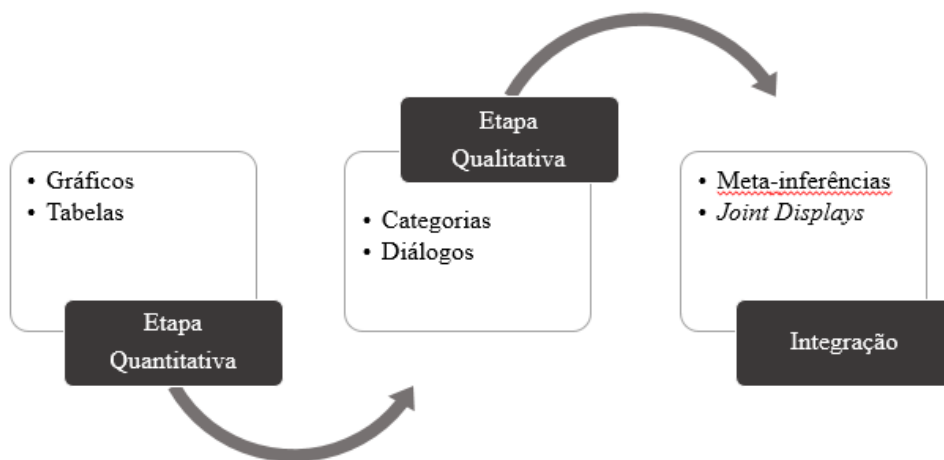 • Gráficos
• Tabelas
Etapa
Quantitativa
Etapa
Qualitativa
• Categorias
• Diálogos
• Meta-inferências
• Joint Displays
Integração